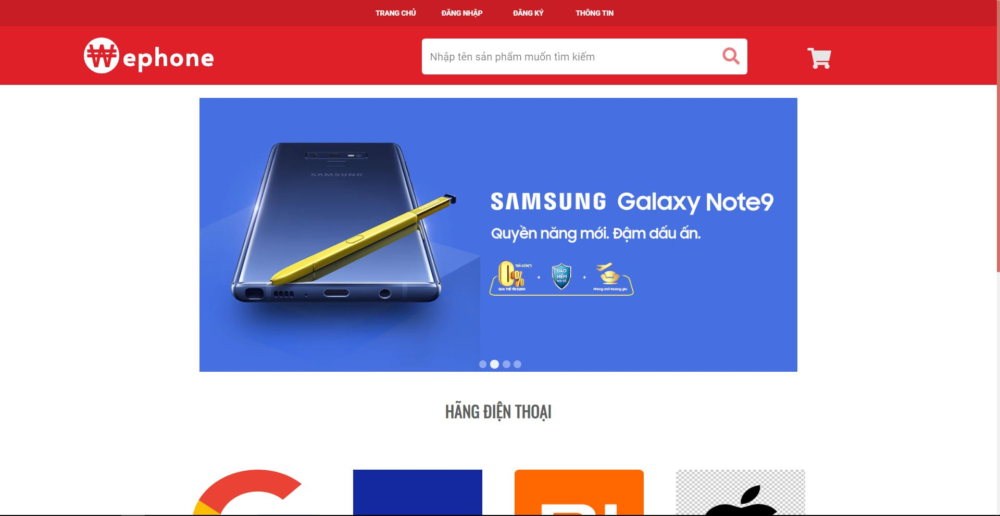 TRANG CHỦ ĐĂNG NHẬP ĐĂNG KÝ THÔNG TIN
₩ephone
Nhập tên sản phẩm muốn tìm kiếm
SAMSUNG
SAMSUNG Galaxy Note9
Quyền năng mới. Đậm dấu ấn.
0% TRẢ GÓP(*)
QUA THẺ TÍN DỤNG
+
BẢO HIỂM RƠI VỠ
+
Phòng chờ thương gia
HÃNG ĐIỆN THOẠI